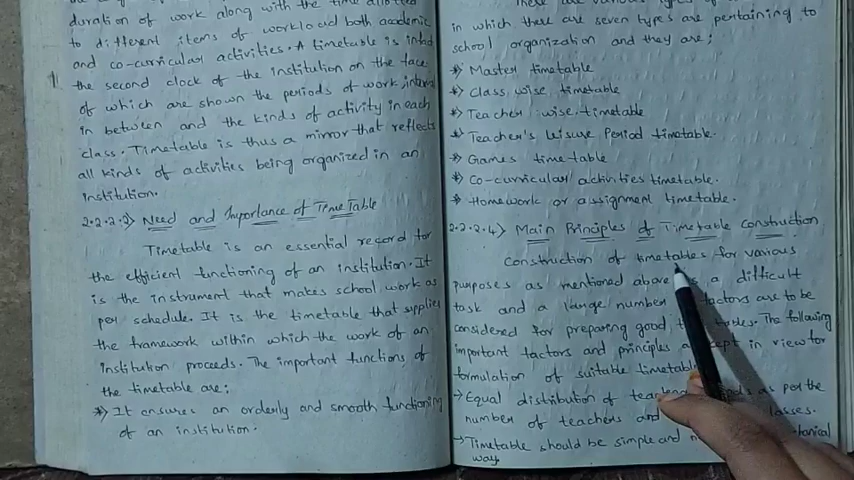 duration of work along with the time allotted
to different items of workload both academic
and co-curricular activities. A timetable is infact
the second clock of the institution on the face
of which are shown the periods of work, interval
in between and the kinds of activity in each
class. Timetable is thus a mirror that reflects
all kinds of activities being organized in an
institution.
2.2.2.3) Need and Importance of Time Table
Timetable is an essential record for
the efficient functioning of an institution. It
is the instrument that makes school work as
per schedule. It is the timetable that supplies
the framework within which the work of an
institution proceeds. The important functions of
the timetable are;
*) It ensures an orderly and smooth functioning
of an institution.
There are various types of
in which there are seven types are pertaining to
school organization and they are;
*) Master timetable
*) Class wise timetable
*) Teacher wise timetable
*) Teacher's leisure Period timetable.
*) Games time table
*) Co-curricular activities timetable.
* Homework or assignment timetable.
2.2.2.4) Main Principles of Timetable Construction
Construction of timetables for various
purposes as mentioned above a difficult
task and a large number factors are to be
considered for preparing good, The following
important factors and principles in view for
formulation of suitable
→ Equal distribution of as per the
number of teachers and classes.
→ Timetable should be simple and
way.